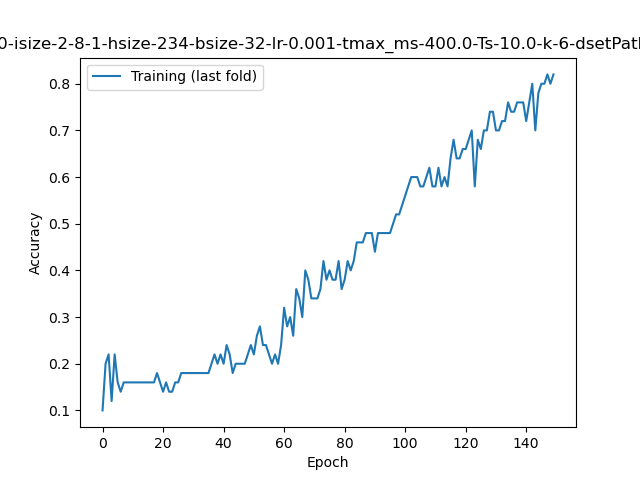 0-isize-2-8-1-hsize-234-bsize-32-lr-0.001-tmax_ms-400.0-Ts-10.0-k-6-dsetPath
Training (last fold)
0.8
0.7
0.6
0.5
0.4
0.3
0.2
0.1
Accuracy
0 20 40 60 80 100 120 140
Epoch